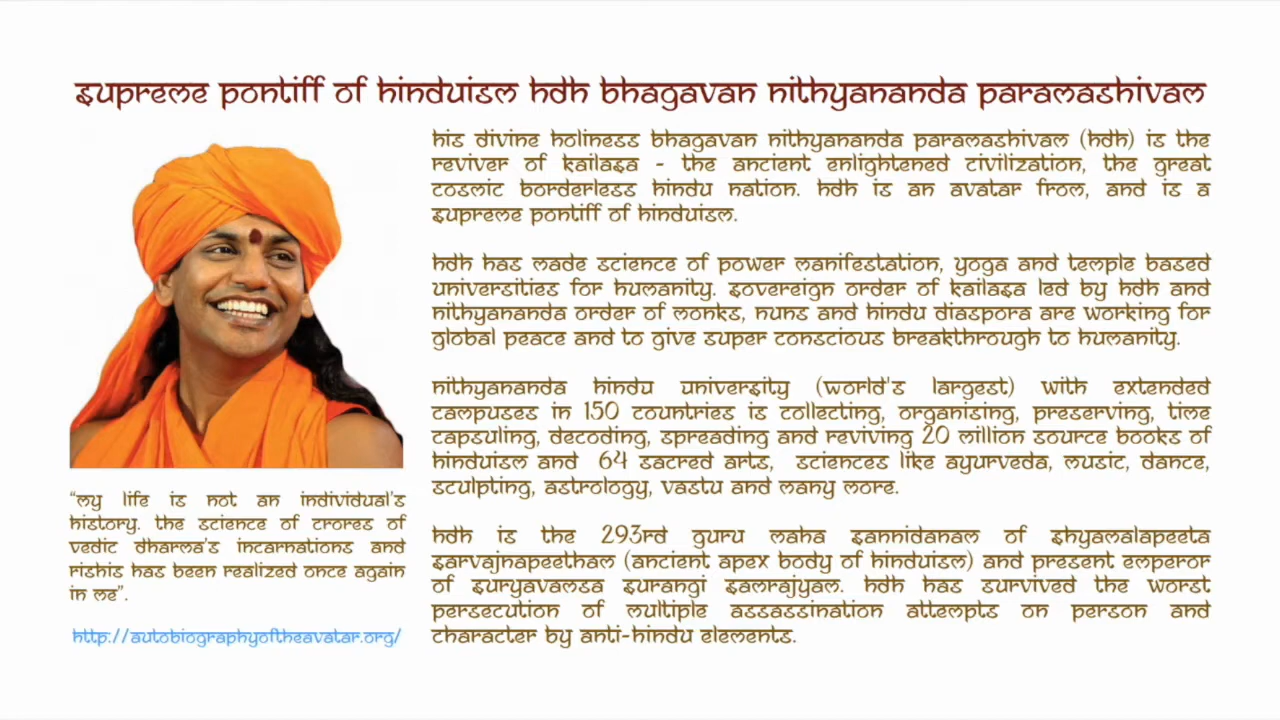 supreme pontiff of hinduism hdh bhagavan nithyananda paramashivam
his divine holiness bhagavan nithyananda paramashivam (hdh) is the
reviver of kailasa - the ancient enlightened civilization, the great
cosmic borderless hindu nation. hdh is an avatar from, and is a
supreme pontiff of hinduism.
hdh has made science of power manifestation, yoga and temple based
universities for humanity. sovereign order of kailasa led by hdh and
nithyananda order of monks, nuns and hindu diaspora are working for
global peace and to give super conscious breakthrough to humanity.
nithyananda hindu university (world's largest) with extended
campuses in 150 countries is collecting, organising, preserving, time
capsuling, decoding, spreading and reviving 20 million source books of
hinduism and 64 sacred arts, sciences like ayurveda, music, dance,
sculpting, astrology, vastu and many more.
hdh is the 293rd guru maha sannidanam of shyamalapeeta
sarvajnapeetham (ancient apex body of hinduism) and present emperor
of suryavamsa surangi samrajyam. hdh has survived the worst
persecution of multiple assassination attempts on person and
character by anti-hindu elements.
“my life is not an individual's
history. the science of crores of
vedic dharma's incarnations and
rishis has been realized once again
in me”.
http://autobiographyoftheavatar.org/